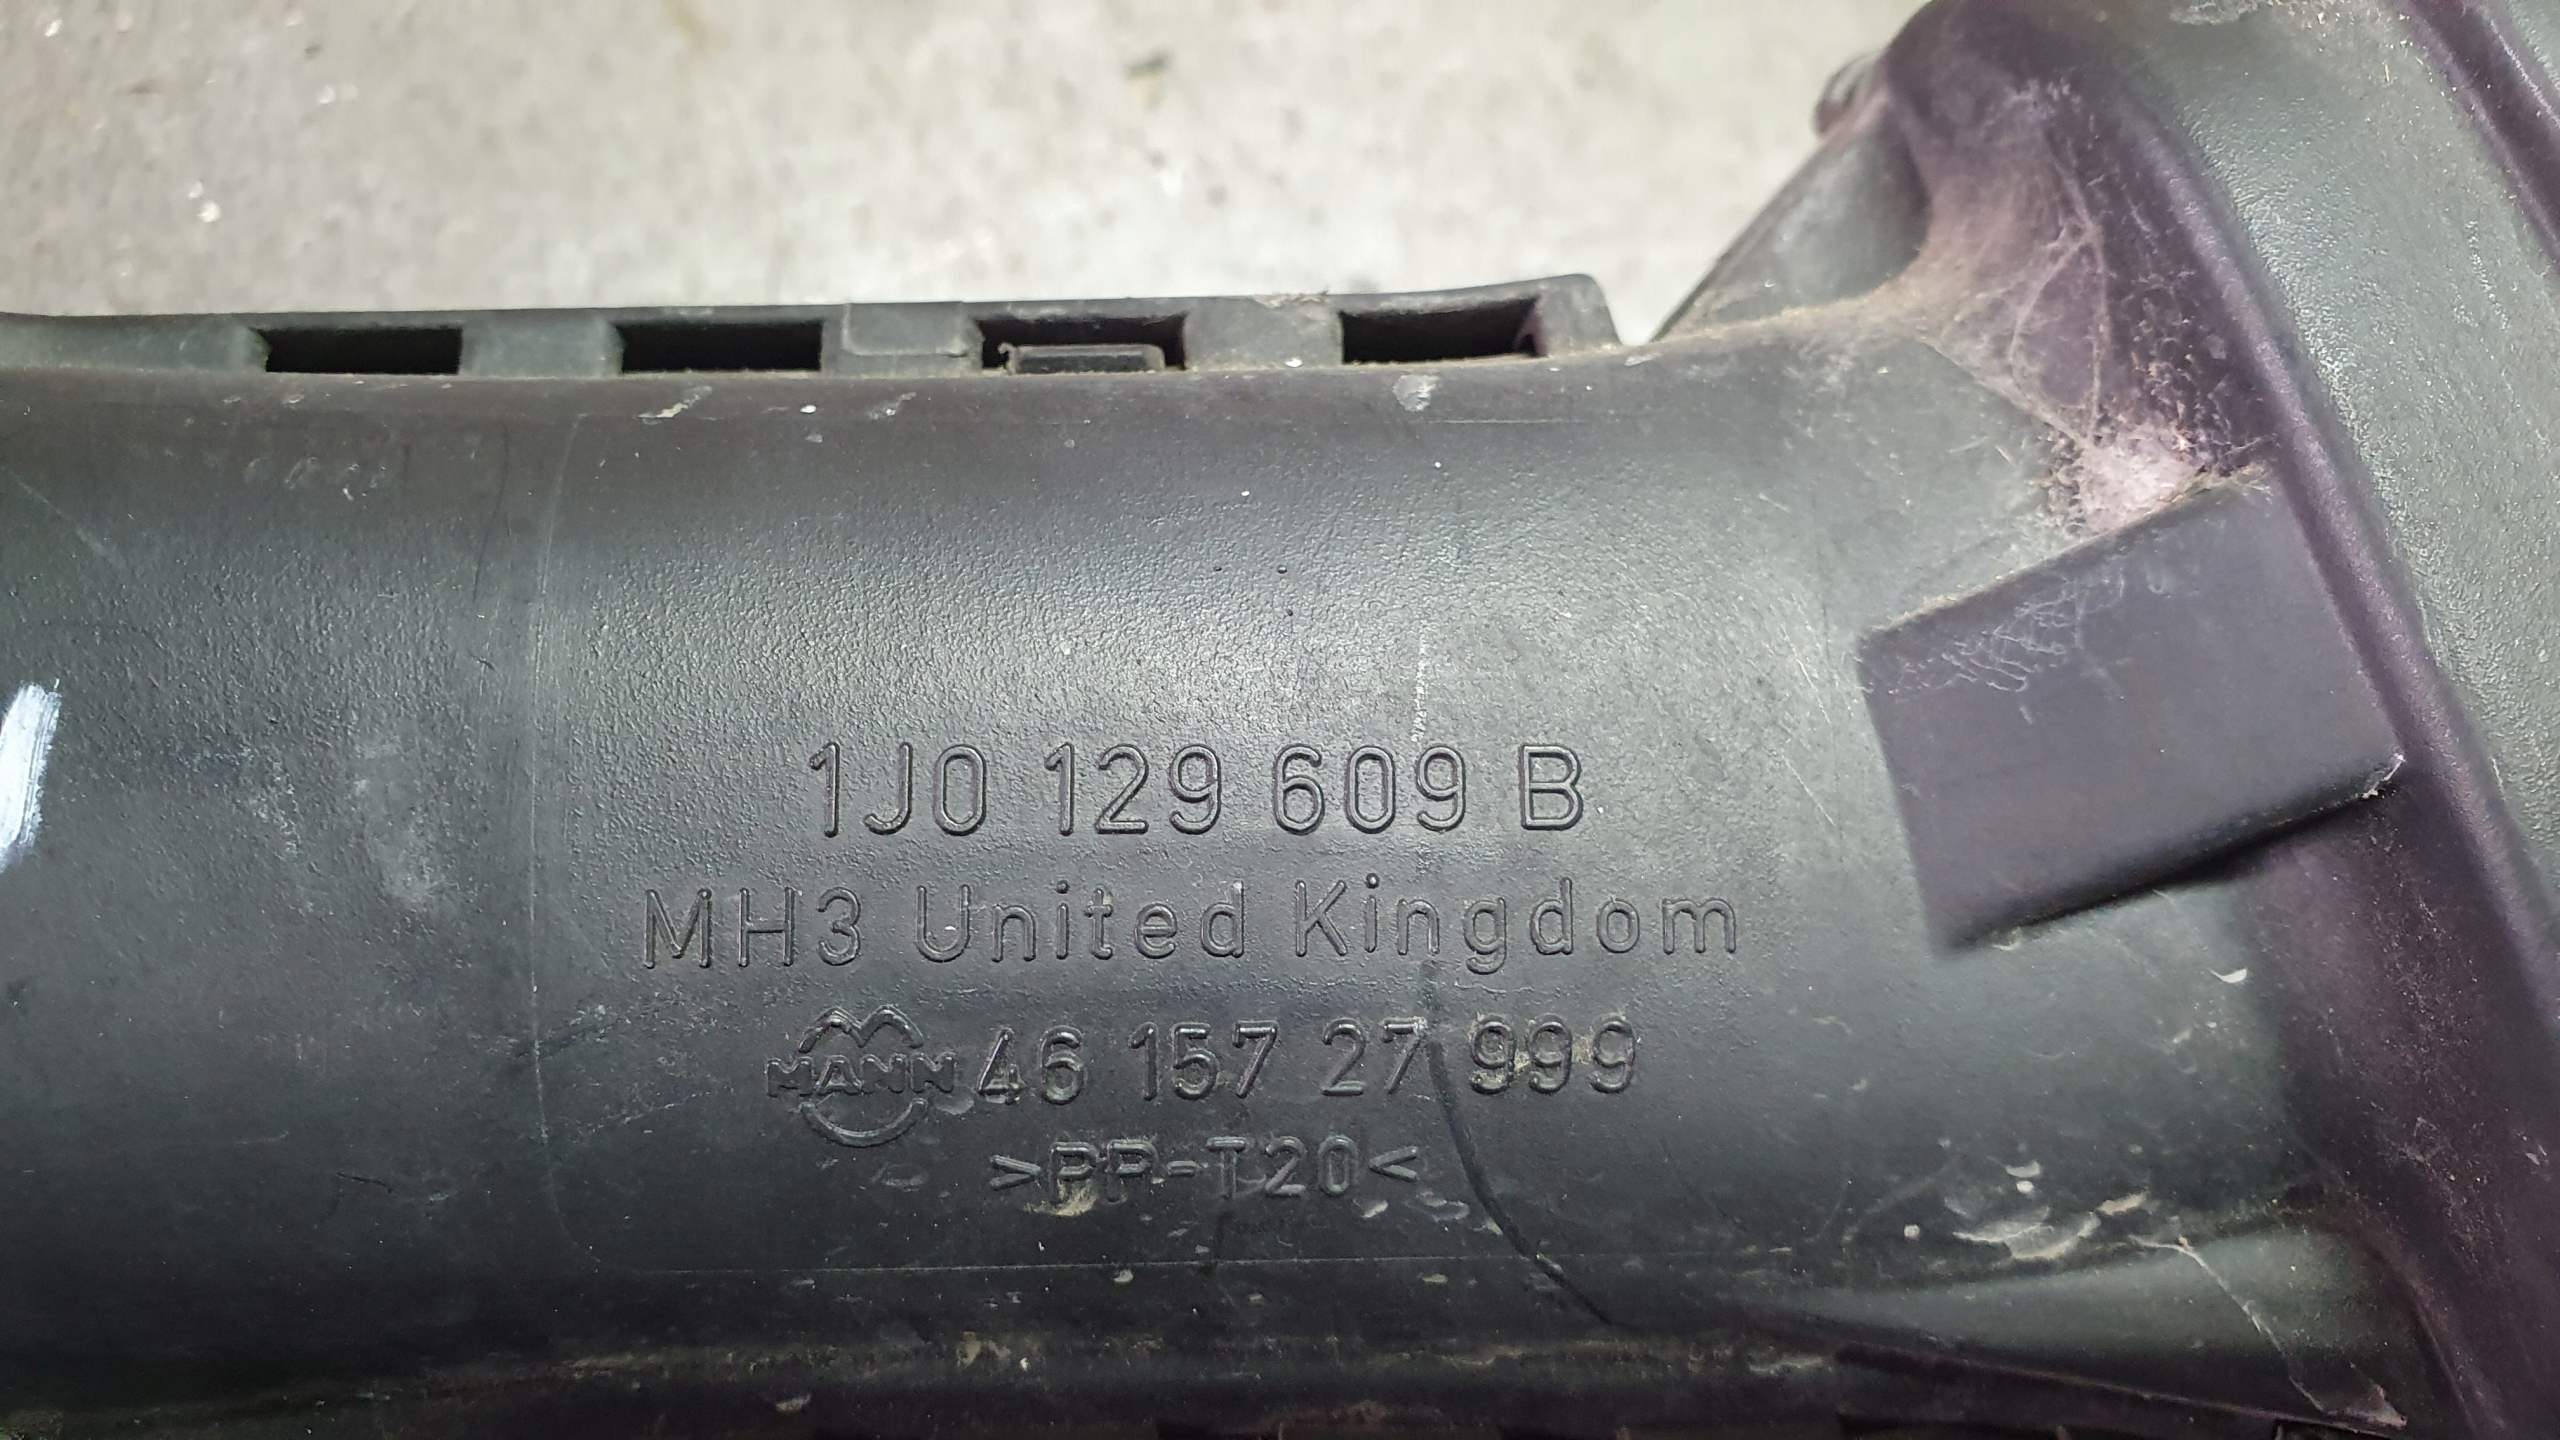 1J0 129 609 B
MH3 United Kingdom
MANN 46 157 27 999
>PP-T20<